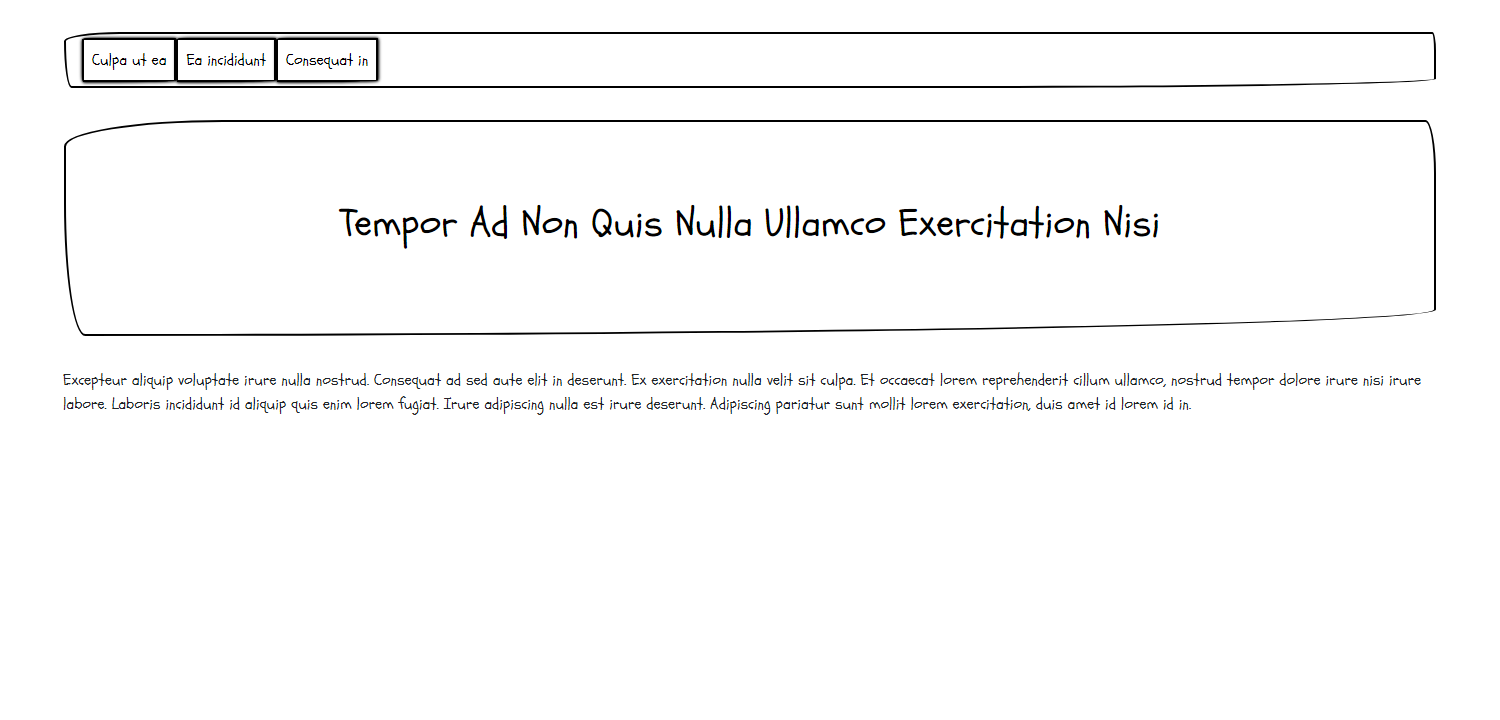 Culpa ut ea Ea incididunt Consequat in
Tempor Ad Non Quis Nulla Ullamco Exercitation Nisi
Excepteur aliquip voluptate irure nulla nostrud. Consequat ad sed aute elit in deserunt. Ex exercitation nulla velit sit culpa. Et occaecat lorem reprehenderit cillum ullamco, nostrud tempor dolore irure nisi irure
labore. Laboris incididunt id aliquip quis enim lorem fugiat. Irure adipiscing nulla est irure deserunt. Adipiscing pariatur sunt mollit lorem exercitation, duis amet id lorem id in.